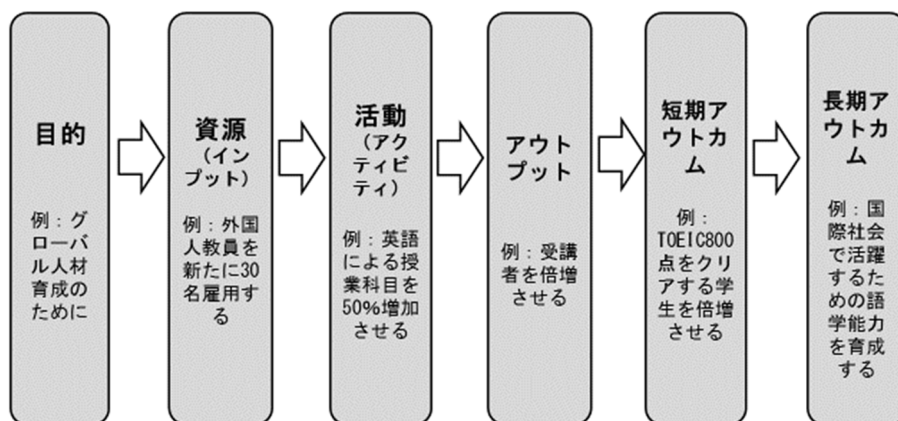 目的
例：グ
ローバ
ル人材
育成の
ために
資源
（イン
プット）
例：外国
人教員を
新たに30
名雇用す
る
活動
（アク
ティビ
ティ）
例：英語
による授
業科目を
50%増加
させる
アウト
プット
例：受講
者を倍増
させる
短期ア
ウトカ
ム
例：
TOEIC800
点をクリ
アする学
生を倍増
させる
長期ア
ウトカ
ム
例：国
際社会
で活躍
するた
めの語
学能力
を育成
する